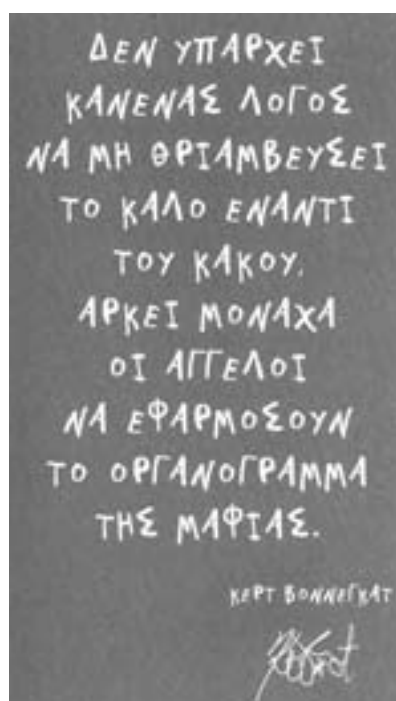 ΔΕΝ ΥΠΑΡΧΕΙ
ΚΑΝΕΝΑΣ ΛΟΓΟΣ
ΝΑ ΜΗ ΘΡΙΑΜΒΕΥΣΕΙ
ΤΟ ΚΑΛΟ ΕΝΑΝΤΙ
ΤΟΥ ΚΑΚΟΥ.
ΑΡΚΕΙ ΜΟΝΑΧΑ
ΟΙ ΑΓΓΕΛΟΙ
ΝΑ ΕΦΑΡΜΟΣΟΥΝ
ΤΟ ΟΡΓΑΝΟΓΡΑΜΜΑ
ΤΗΣ ΜΑΦΙΑΣ.
ΚΕΡΤ ΒΟΝΝΕΓΚΑΤ